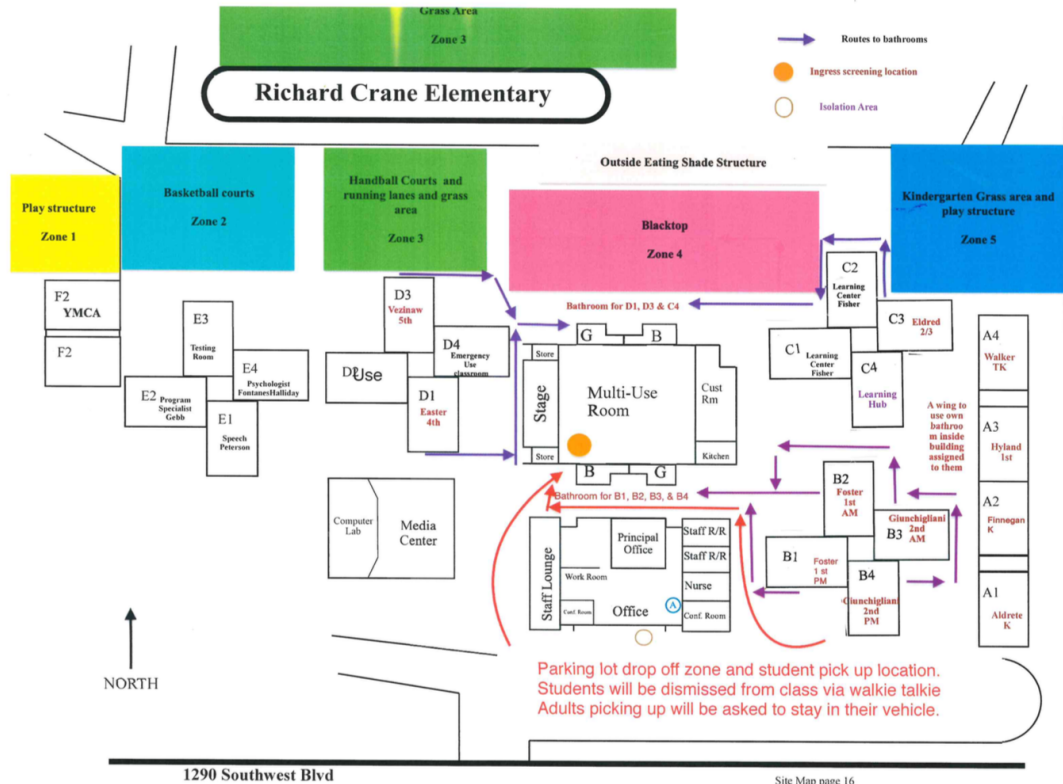 Grass Area
Zone 3
Routes to bathrooms
Ingress screening location
Isolation Area
Richard Crane Elementary
Outside Eating Shade Structure
Play structure
Zone 1
Basketball courts
Zone 2
Handball Courts and
running lanes and grass
area
Zone 3
Blacktop
Zone 4
Kindergarten Grass area and
play structure
Zone 5
F2
YMCA
F2
E3
Testing
Room
E4
Psychologist
FontanesHalliday
E2 Program
Specialist
Gebb
E1
Speech
Peterson
D3
Vezinaw
5th
D4
Emergency
Use
classroom
D2
Use
D1
Easter
4th
Bathroom for D1, D3 & C4
G
B
Store
Stage
Multi-Use
Room
Cust
Rm
Store
Kitchen
B
G
Bathroom for B1, B2, B3, & B4
C2
Learning
Center
Fisher
C3
Eldred
2/3
C1
Learning
Center
Fisher
C4
Learning
Hub
A4
Walker
TK
A wing to
use own
bathroo
m inside
building
assigned
to them
A3
Hyland
1st
A2
Finnegan
K
A1
Aldrete
K
B2
Foster
1st
AM
Giunchigliani
2nd
AM
B3
B1
Foster
1 st
PM
B4
Giunchigliani
2nd
PM
Computer
Lab
Media
Center
Staff Lounge
Principal
Office
Staff R/R
Staff R/R
Work Room
Nurse
Conf. Room
Office
A
Conf. Room
NORTH
Parking lot drop off zone and student pick up location.
Students will be dismissed from class via walkie talkie
Adults picking up will be asked to stay in their vehicle.
1290 Southwest Blvd
Site Map page 16